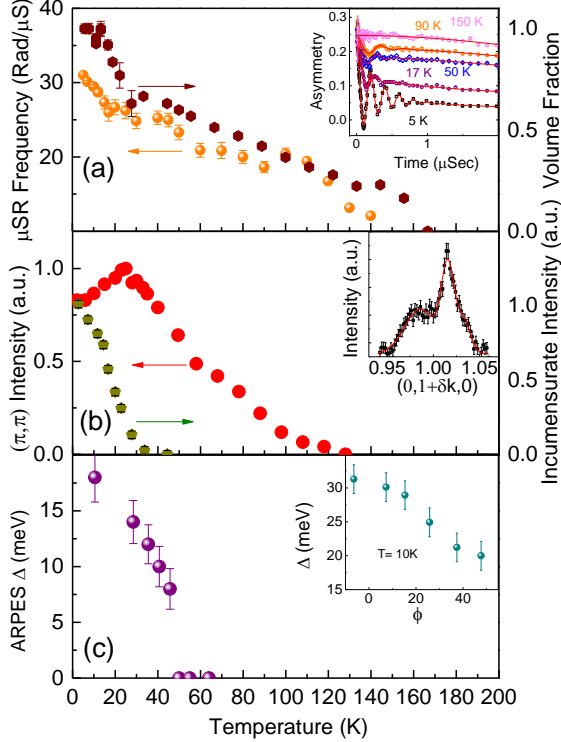 μSR Frequency (Rad/μS)
40
30
20
(a)
Asymmetry
0.3
0.2
0.1
0.0
90 K
150 K
17 K
50 K
5 K
0
1
Time (μSec)
1.0
0.5
0.0
Volume Fraction
(π,π) Intensity (a.u.)
1.0
0.5
0.0
(b)
Intensity
0.95
1.00
1.05
(0,1+δk,0)
1.0
0.5
0.0
Incumensurate Intensity (a.u.)
ARPES Δ (meV)
15
10
5
0
(c)
Δ (meV)
30
25
20
15
T= 10K
0
20
40
ϕ
0 20 40 60 80 100 120 140 160 180 200
Temperature (K)